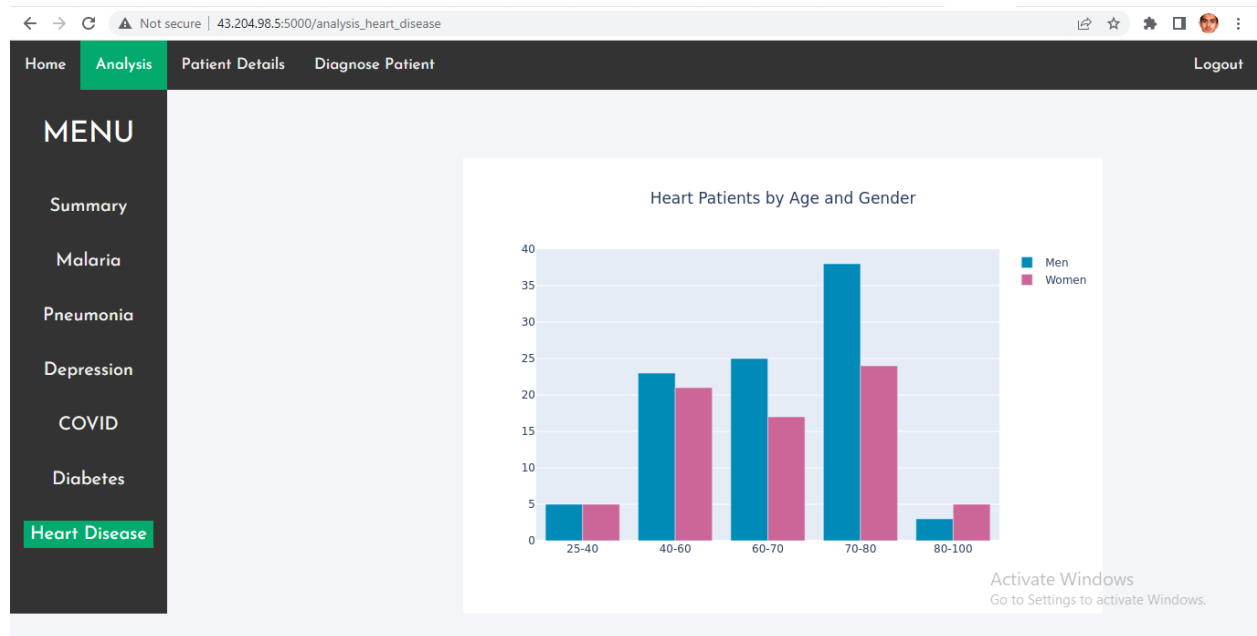 Not secure | 43.204.98.5:5000/analysis_heart_disease
Home Analysis Patient Details Diagnose Patient Logout
MENU
Summary
Malaria
Pneumonia
Depression
COVID
Diabetes
Heart Disease
Heart Patients by Age and Gender
40
35
30
25
20
15
10
5
0
25-40 40-60 60-70 70-80 80-100
Men
Women
Activate Windows
Go to Settings to activate Windows.